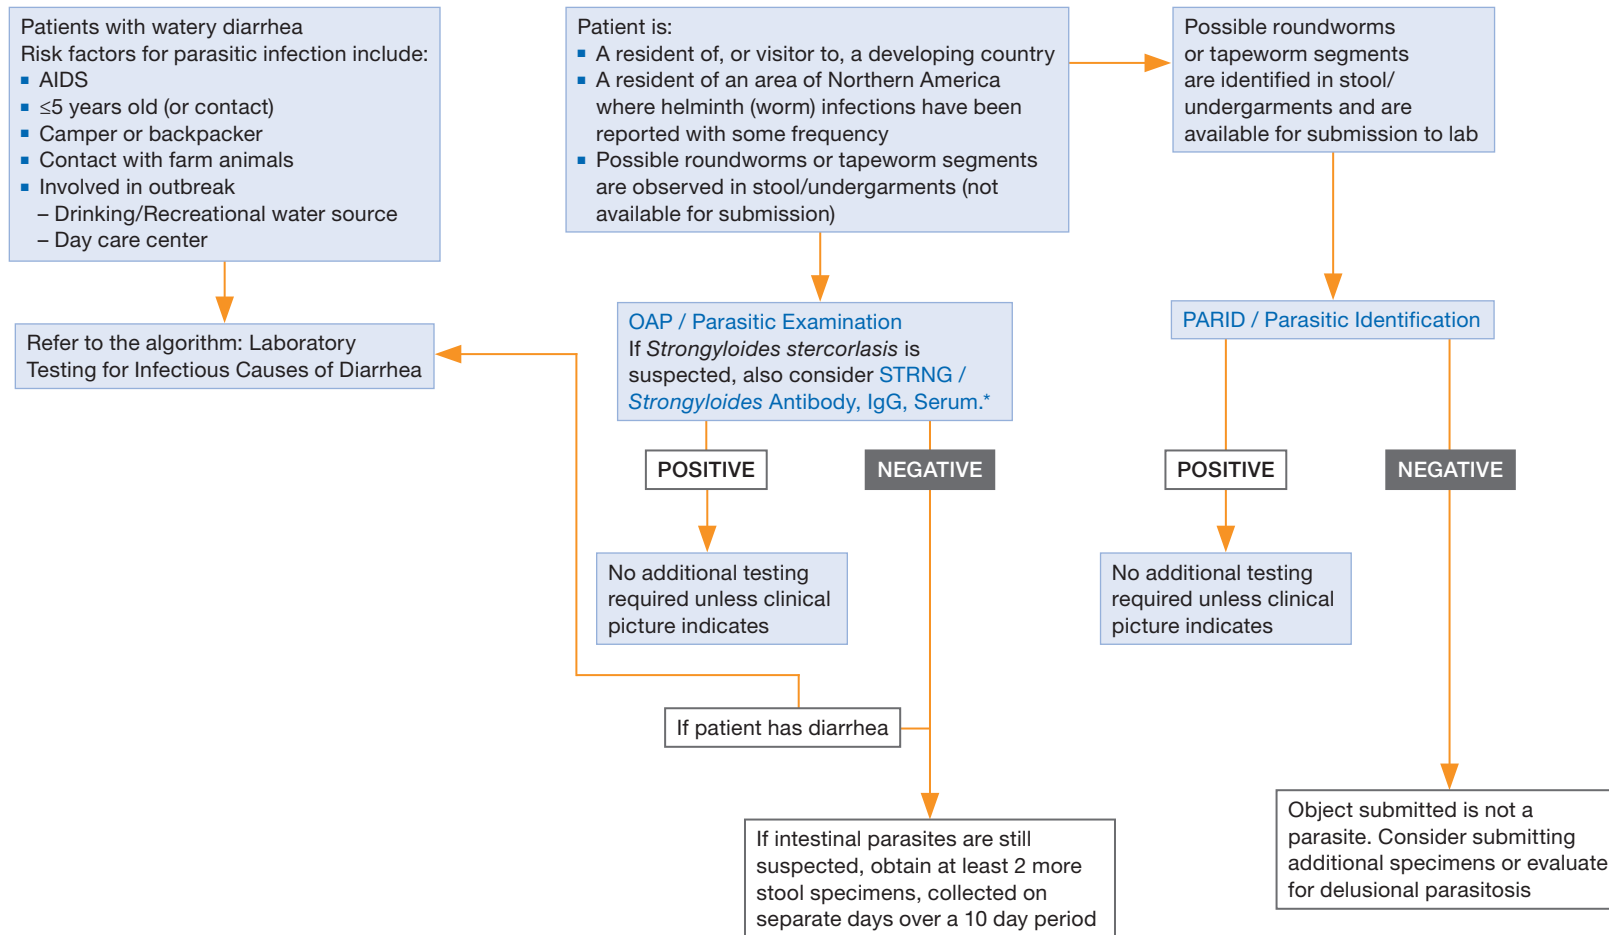 Patients with watery diarrhea
Risk factors for parasitic infection include:
▪ AIDS
▪ ≤5 years old (or contact)
▪ Camper or backpacker
▪ Contact with farm animals
▪ Involved in outbreak
– Drinking/Recreational water source
– Day care center
Patient is:
▪ A resident of, or visitor to, a developing country
▪ A resident of an area of Northern America
where helminth (worm) infections have been
reported with some frequency
▪ Possible roundworms or tapeworm segments
are observed in stool/undergarments (not
available for submission)
Possible roundworms
or tapeworm segments
are identified in stool/
undergarments and are
available for submission to lab
Refer to the algorithm: Laboratory
Testing for Infectious Causes of Diarrhea
OAP / Parasitic Examination
If Strongyloides stercorlasis is
suspected, also consider STRNG /
Strongyloides Antibody, IgG, Serum.*
PARID / Parasitic Identification
POSITIVE
NEGATIVE
POSITIVE
NEGATIVE
No additional testing
required unless clinical
picture indicates
No additional testing
required unless clinical
picture indicates
If patient has diarrhea
If intestinal parasites are still
suspected, obtain at least 2 more
stool specimens, collected on
separate days over a 10 day period
Object submitted is not a
parasite. Consider submitting
additional specimens or evaluate
for delusional parasitosis